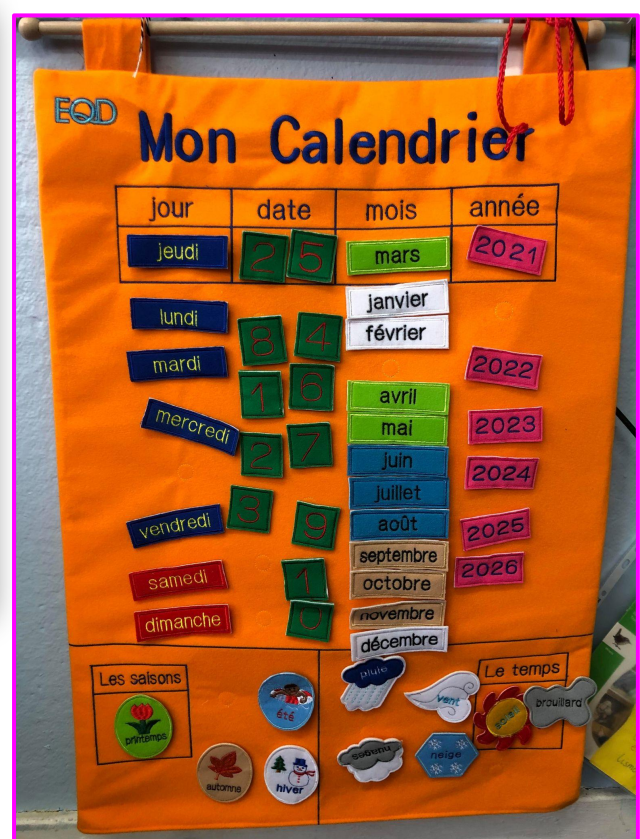 EQD
Mon Calendrier
jour date mois année
jeudi 2 5 mars 2021
janvier
lundi 8 4 février
mardi 1 6 avril 2022
mercredi mai 2023
2 7 juin 2024
juillet
vendredi 3 9 août 2025
septembre
samedi 1 octobre 2026
dimanche 0 novembre
décembre
Les saisons
printemps
été
automne
hiver
Le temps
pluie
vent
brouillard
nuages
neige